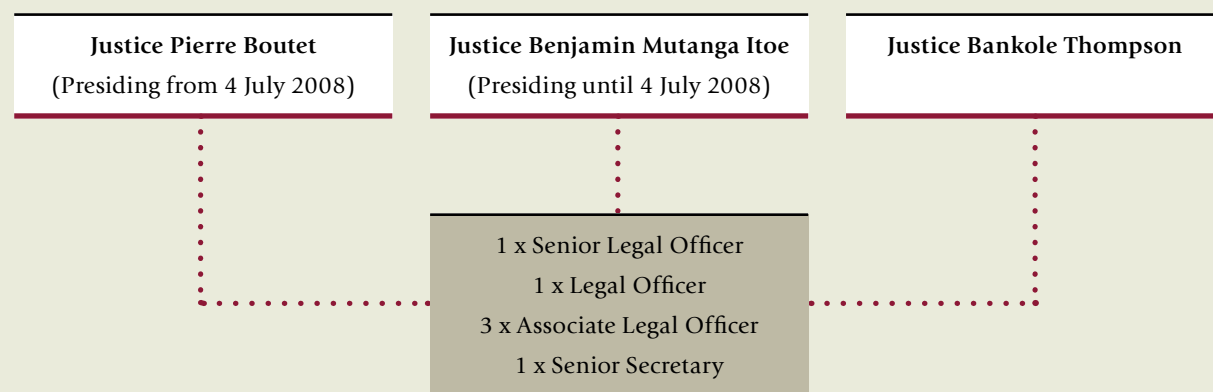 Justice Pierre Boutet
(Presiding from 4 July 2008)
Justice Benjamin Mutanga Itoe
(Presiding until 4 July 2008)
Justice Bankole Thompson
1 x Senior Legal Officer
1 x Legal Officer
3 x Associate Legal Officer
1 x Senior Secretary